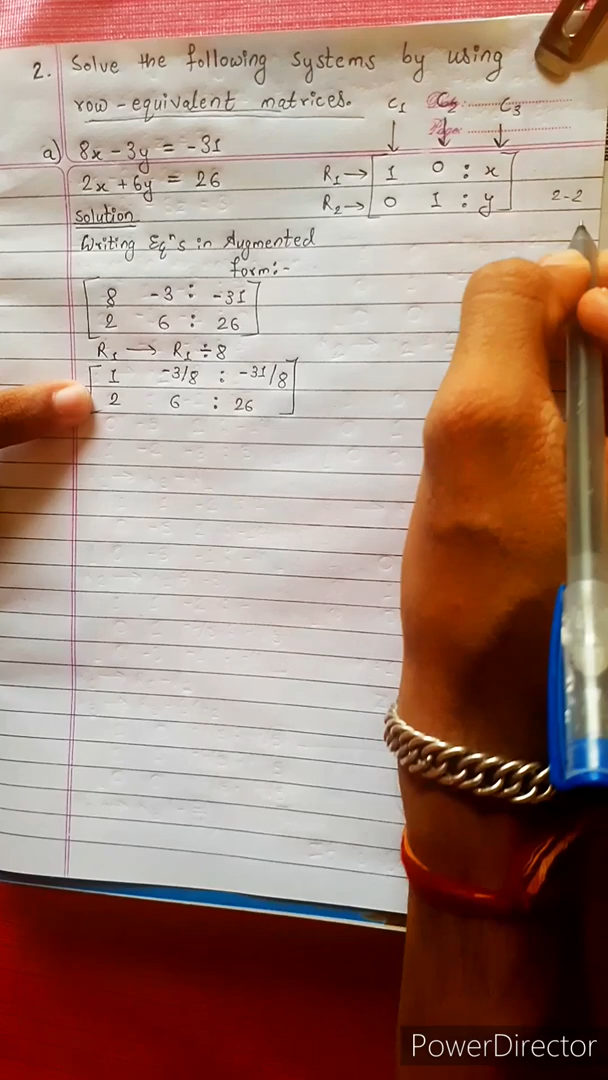 2. Solve the following systems by using
row-equivalent matrices.
C1 C2 C3
Page:
a) 8x - 3y = -31
2x + 6y = 26
R1 → [ 1 0 : x ]
R2 → [ 0 1 : y ]
2-2
Solution
Writing Eqⁿs in Augmented
form:-
[ 8 -3 : -31 ]
[ 2 6 : 26 ]
R1 → R1 ÷ 8
[ 1 -3/8 : -31/8 ]
[ 2 6 : 26 ]
PowerDirector